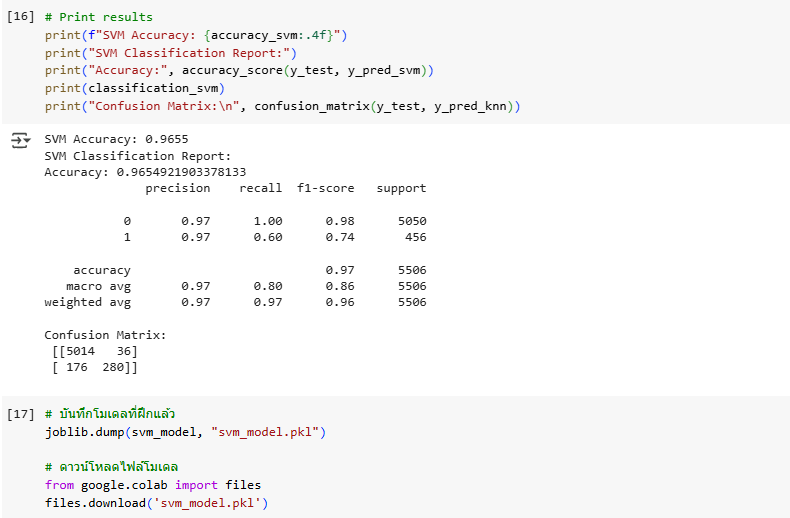 [16] # Print results
print(f"SVM Accuracy: {accuracy_svm:.4f}")
print("SVM Classification Report:")
print("Accuracy:", accuracy_score(y_test, y_pred_svm))
print(classification_svm)
print("Confusion Matrix:\n", confusion_matrix(y_test, y_pred_knn))
SVM Accuracy: 0.9655
SVM Classification Report:
Accuracy: 0.9654921903378133
precision recall f1-score support
0 0.97 1.00 0.98 5050
1 0.97 0.60 0.74 456
accuracy 0.97 5506
macro avg 0.97 0.80 0.86 5506
weighted avg 0.97 0.97 0.96 5506
Confusion Matrix:
[[5014 36]
[ 176 280]]
[17] # บันทึกโมเดลที่ฝึกแล้ว
joblib.dump(svm_model, "svm_model.pkl")
# ดาวน์โหลดไฟล์โมเดล
from google.colab import files
files.download('svm_model.pkl')